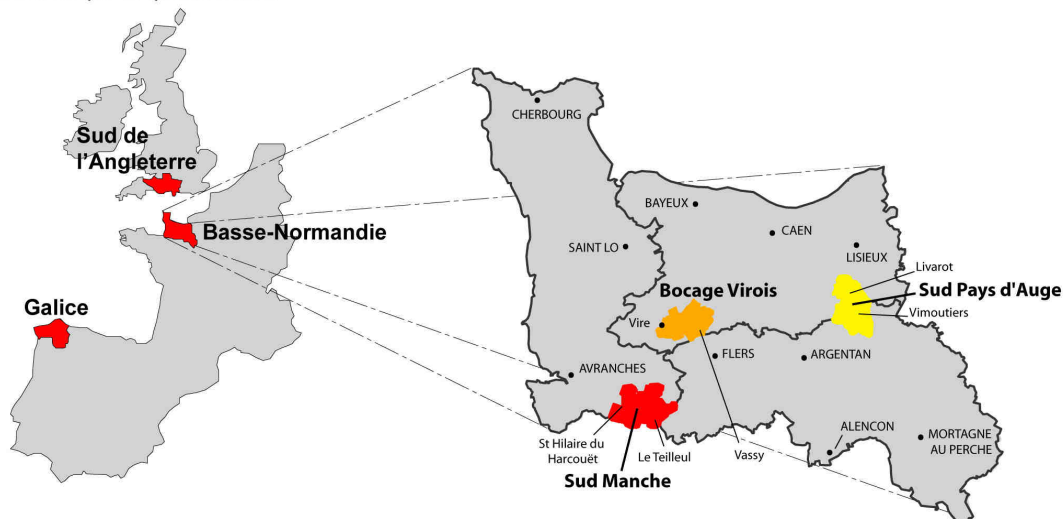 Sud de
l'Angleterre
Basse-Normandie
Galice
CHERBOURG
BAYEUX
CAEN
SAINT LO
LISIEUX
Livarot
Bocage Virois
Sud Pays d'Auge
Vire
Vimoutiers
FLERS
ARGENTAN
AVRANCHES
St Hilaire du
Harcouët
Le Teilleul
Vassy
ALENCON
MORTAGNE
AU PERCHE
Sud Manche